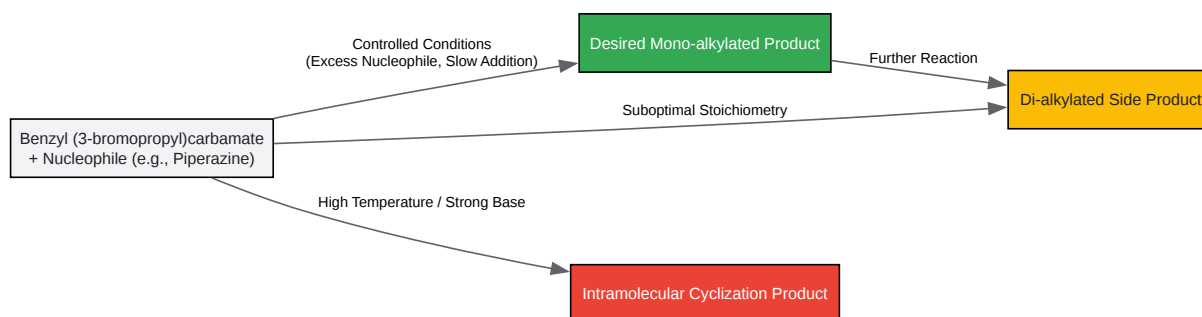 Controlled Conditions
(Excess Nucleophile, Slow Addition)
Desired Mono-alkylated Product
Further Reaction
Di-alkylated Side Product
Suboptimal Stoichiometry
Benzyl (3-bromopropyl)carbamate
+ Nucleophile (e.g., Piperazine)
High Temperature / Strong Base
Intramolecular Cyclization Product